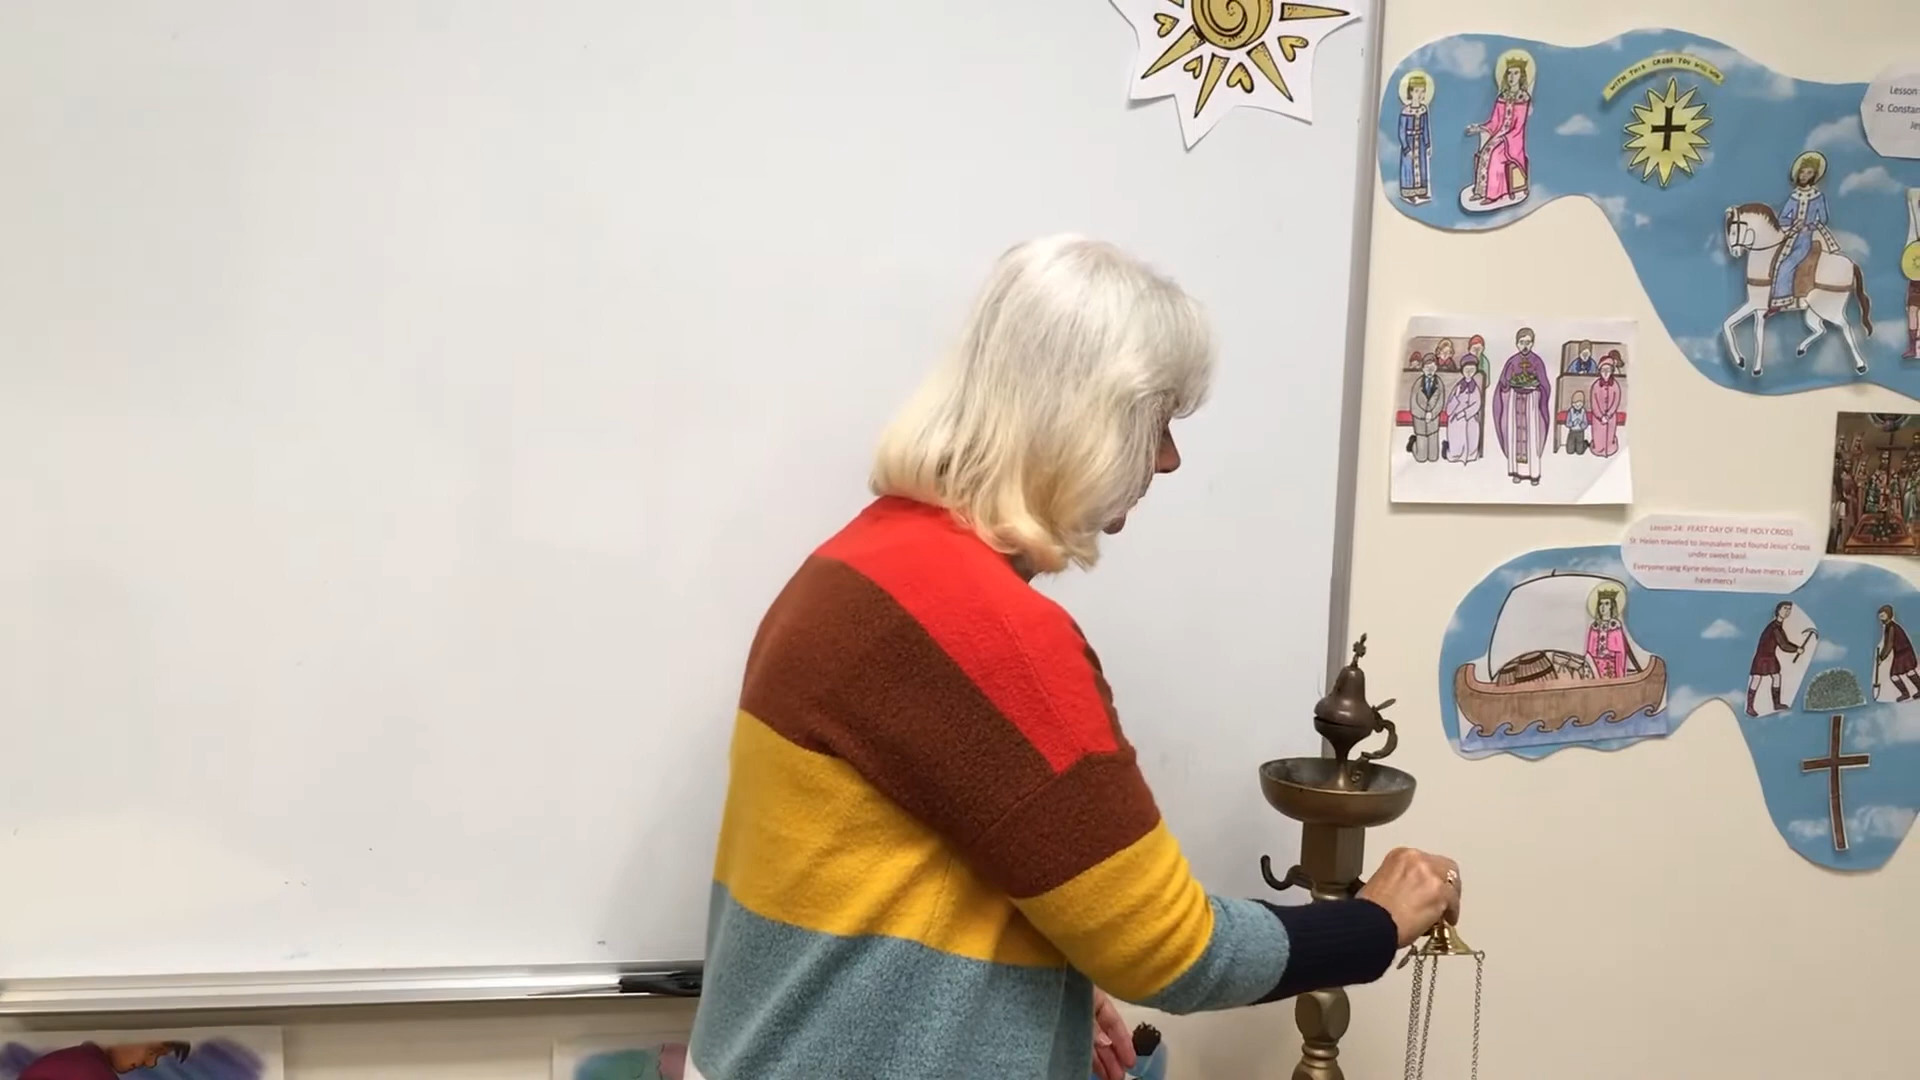 WITH THIS CROSS YOU WILL WIN
Lesson
St. Constan
Je
Lesson 24: FEAST DAY OF THE HOLY CROSS
St. Helen traveled to Jerusalem and found Jesus' Cross
under sweet basil.
Everyone sang Kyrie eleison, Lord have mercy, Lord
have mercy!